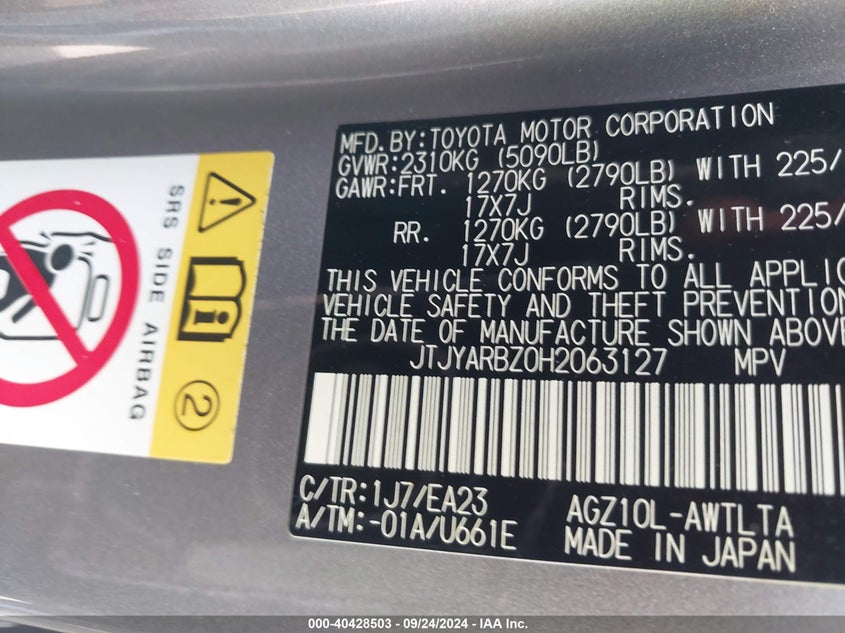 MFD.BY:TOYOTA MOTOR CORPORATION
GVWR:2310KG (5090LB)
GAWR:FRT. 1270KG (2790LB) WITH 225/
17X7J RIMS.
RR. 1270KG (2790LB) WITH 225/
17X7J RIMS.
THIS VEHICLE CONFORMS TO ALL APPLIC
VEHICLE SAFETY AND THEFT PREVENTION
THE DATE OF MANUFACTURE SHOWN ABOVE
JTJYARBZ0H2063127 MPV
C/TR:1J7/EA23 AGZ10L-AWTLTA
A/TM:-01A/U661E MADE IN JAPAN
SRS SIDE AIRBAG
2
000-40428503 - 09/24/2024 - IAA Inc.